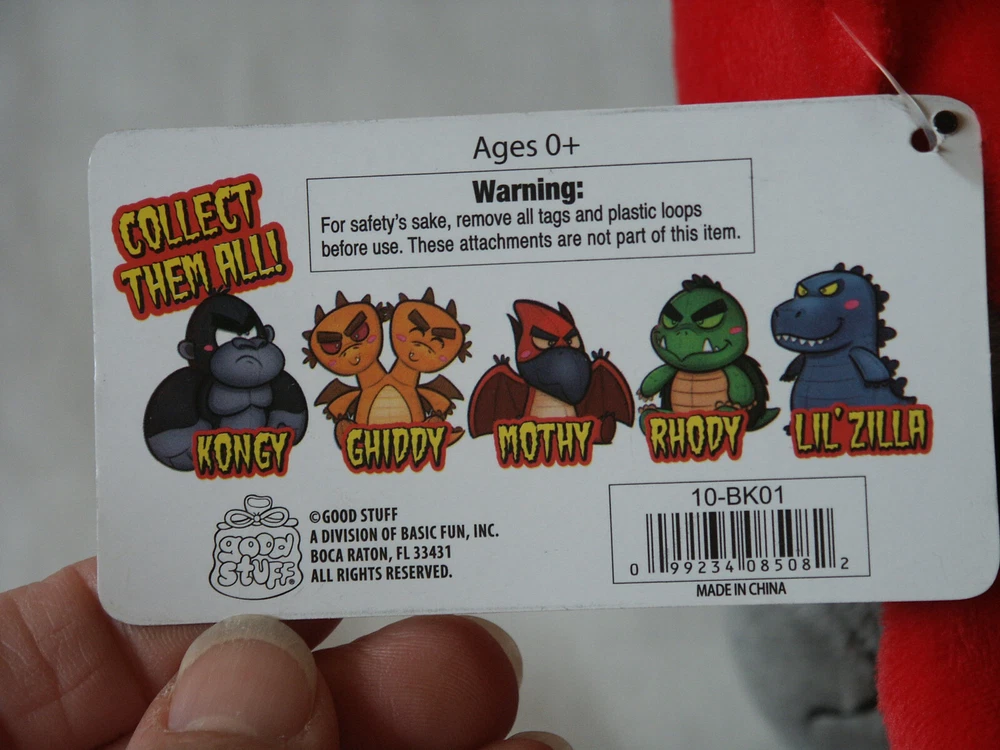 Ages 0+
Warning:
For safety's sake, remove all tags and plastic loops
before use. These attachments are not part of this item.
COLLECT
THEM ALL!
KONGY
GHIDDY
MOTHY
RHODY
LIL' ZILLA
good
stuff
©GOOD STUFF
A DIVISION OF BASIC FUN, INC.
BOCA RATON, FL 33431
ALL RIGHTS RESERVED.
10-BK01
0 99234 08508 2
MADE IN CHINA